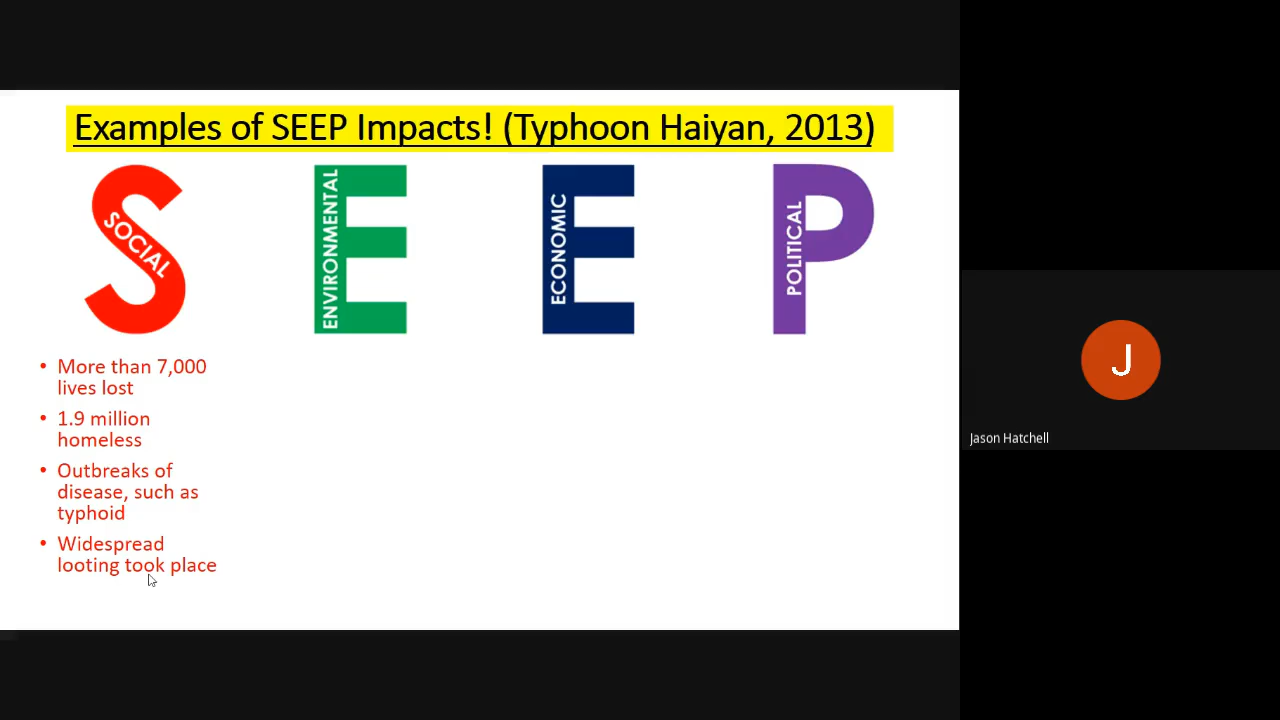 Examples of SEEP Impacts! (Typhoon Haiyan, 2013)
SOCIAL
ENVIRONMENTAL
ECONOMIC
POLITICAL
• More than 7,000
lives lost
• 1.9 million
homeless
• Outbreaks of
disease, such as
typhoid
• Widespread
looting took place
J
Jason Hatchell